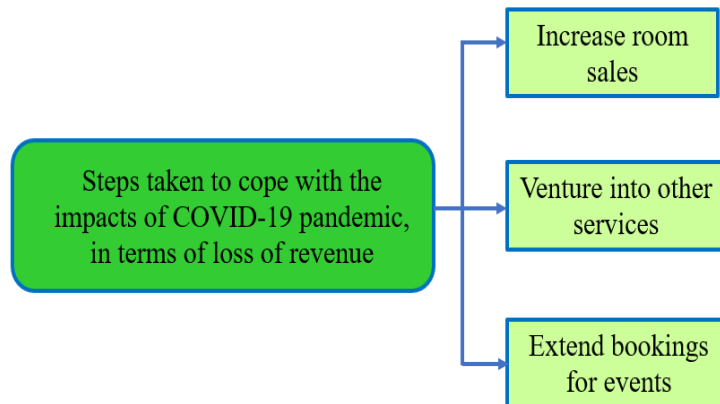 Increase room
sales
Steps taken to cope with the
impacts of COVID-19 pandemic,
in terms of loss of revenue
Venture into other
services
Extend bookings
for events